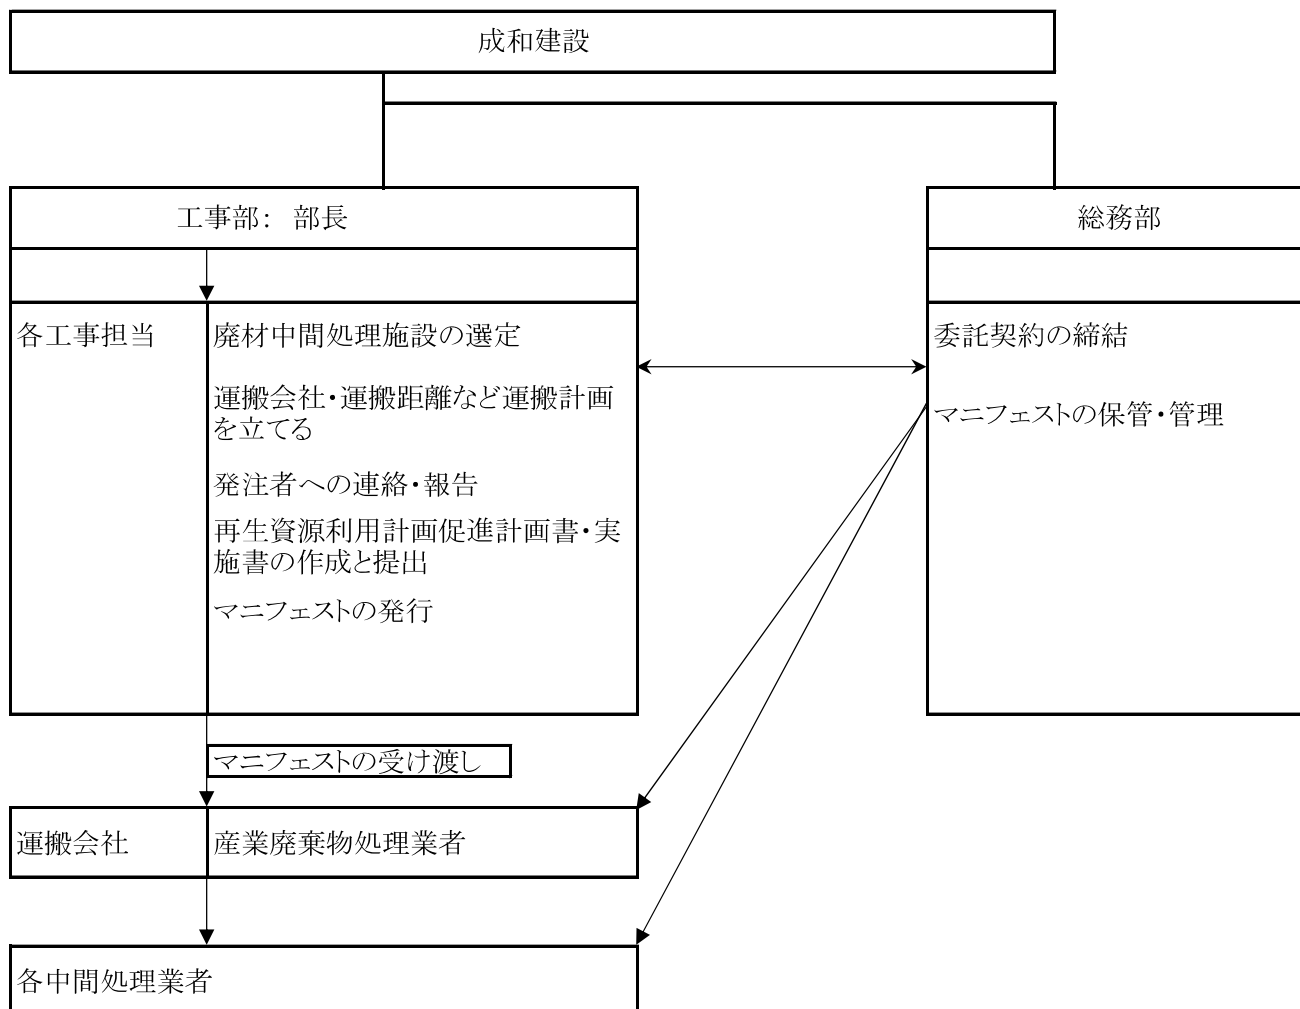 成和建設
工事部： 部長
総務部
各工事担当
廃材中間処理施設の選定
運搬会社・運搬距離など運搬計画
を立てる
発注者への連絡・報告
再生資源利用計画促進計画書・実
施書の作成と提出
マニフェストの発行
委託契約の締結
マニフェストの保管・管理
マニフェストの受け渡し
運搬会社
産業廃棄物処理業者
各中間処理業者